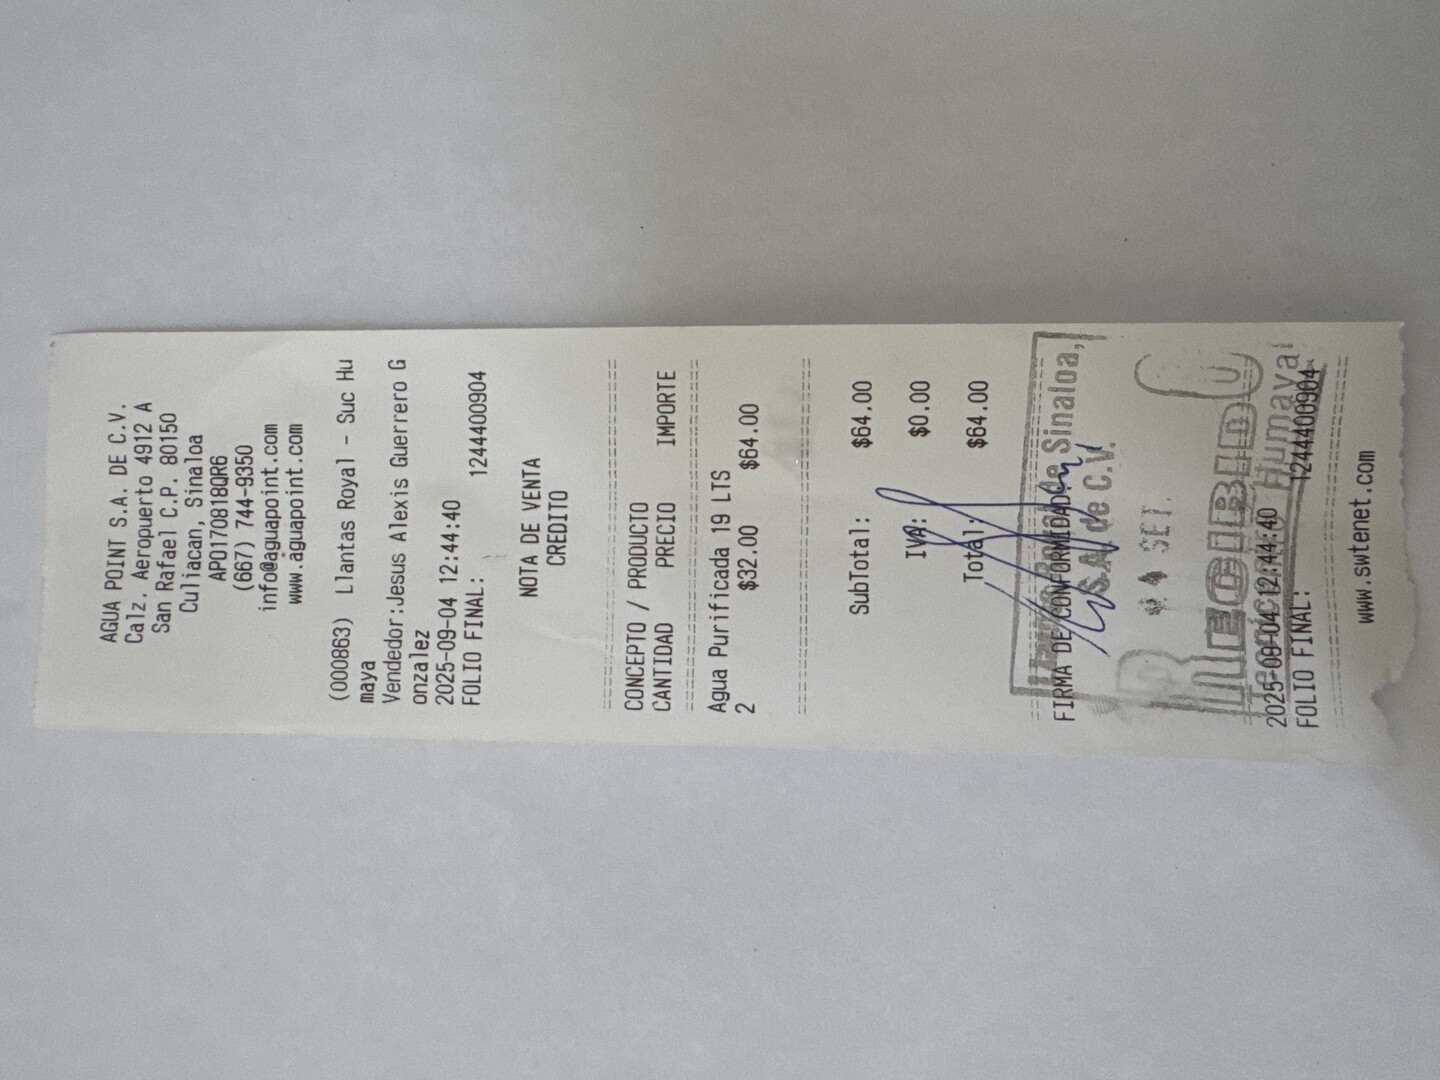 AGUA POINT S.A. DE C.V.
Calz. Aeropuerto 4912 A
San Rafael C.P. 80150
Culiacan, Sinaloa
APO170818QR6
(667) 744-9350
info@aguapoint.com
www.aguapoint.com
(000863) Llantas Royal - Suc Hu
maya
Vendedor:Jesus Alexis Guerrero G
onzalez
2025-09-04 12:44:40
FOLIO FINAL: 1244400904
NOTA DE VENTA
CREDITO
CONCEPTO / PRODUCTO
CANTIDAD PRECIO IMPORTE
Agua Purificada 19 LTS
2 $32.00 $64.00
SubTotal: $64.00
IVA: $0.00
Total: $64.00
de Sinaloa,
FIRMA DE CONFORMIDAD
S.A. de C.V.
04 SET.
RECIBIDO
Humaya
2025-09-04 12:44:40
FOLIO FINAL: 1244400904
www.swtenet.com